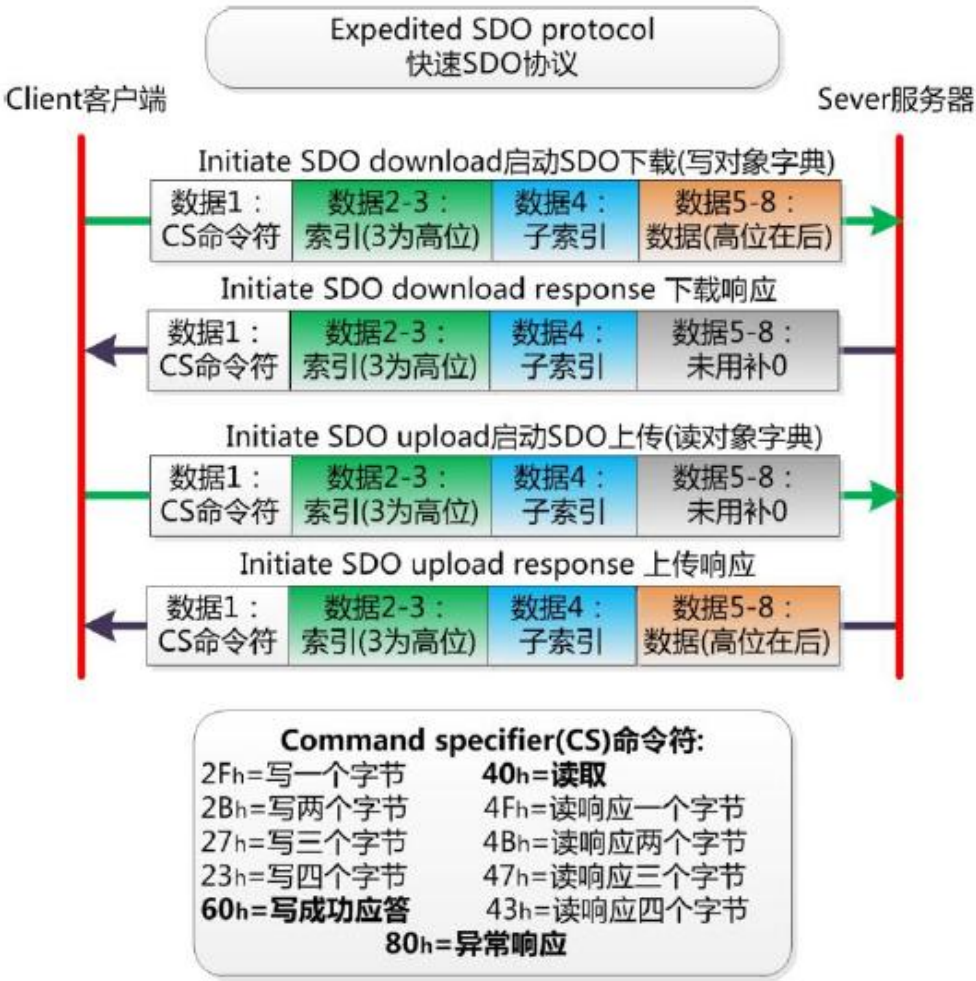 Expedited SDO protocol
快速SDO协议
Client客户端
Sever服务器
Initiate SDO download启动SDO下载(写对象字典)
数据1： 数据2-3： 数据4： 数据5-8：
CS命令符 索引(3为高位) 子索引 数据(高位在后)
Initiate SDO download response 下载响应
数据1： 数据2-3： 数据4： 数据5-8：
CS命令符 索引(3为高位) 子索引 未用补0
Initiate SDO upload启动SDO上传(读对象字典)
数据1： 数据2-3： 数据4： 数据5-8：
CS命令符 索引(3为高位) 子索引 未用补0
Initiate SDO upload response 上传响应
数据1： 数据2-3： 数据4： 数据5-8：
CS命令符 索引(3为高位) 子索引 数据(高位在后)
Command specifier(CS)命令符:
2Fh=写一个字节 40h=读取
2Bh=写两个字节 4Fh=读响应一个字节
27h=写三个字节 4Bh=读响应两个字节
23h=写四个字节 47h=读响应三个字节
60h=写成功应答 43h=读响应四个字节
80h=异常响应